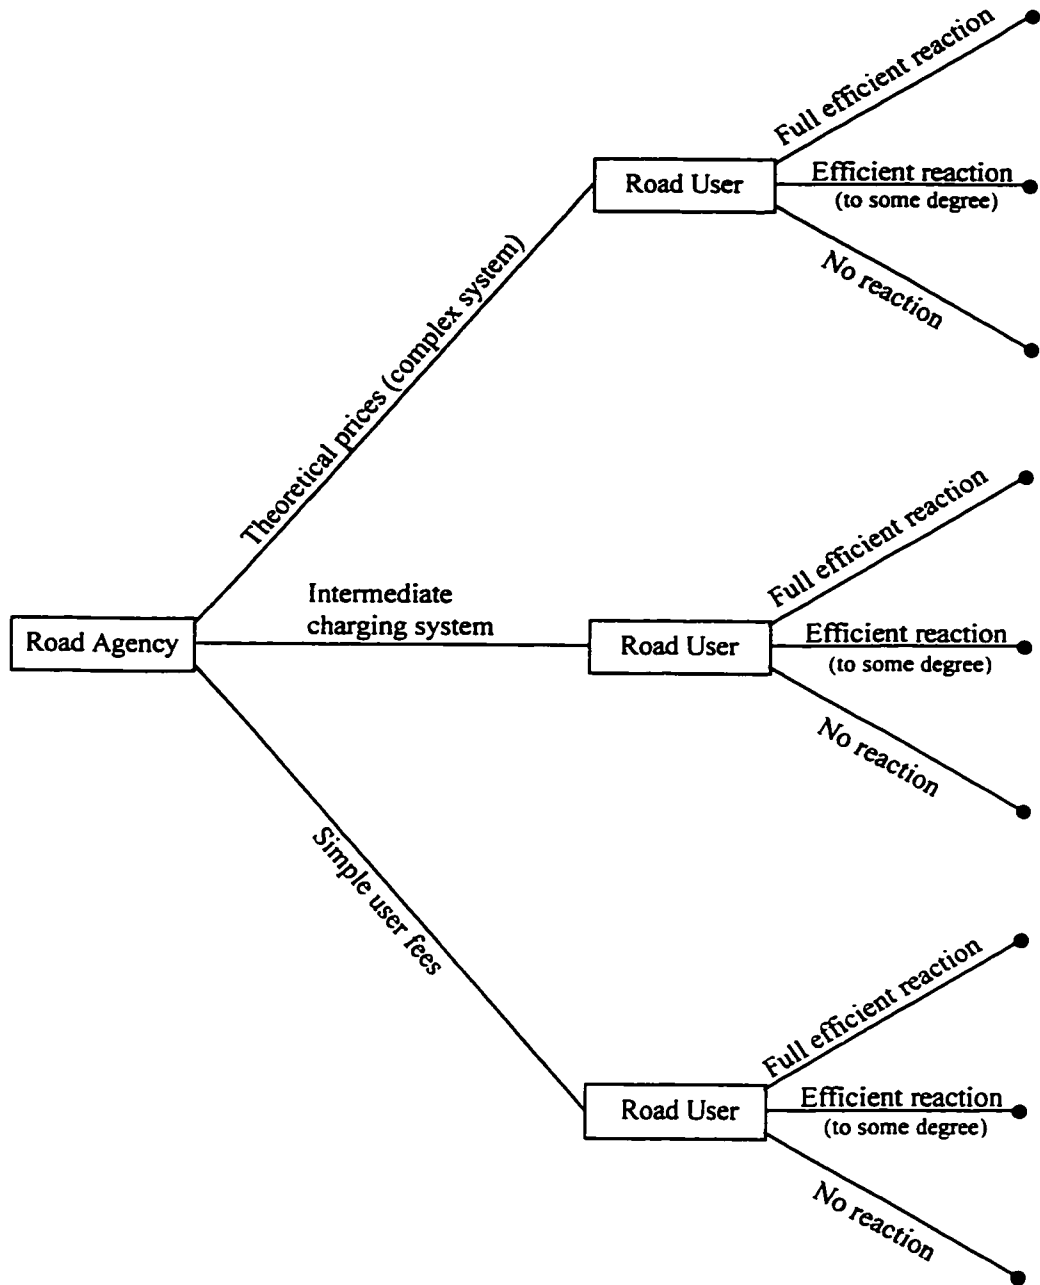 Full efficient reaction
Road User
Efficient reaction
(to some degree)
No reaction
Theoretical prices (complex system)
Full efficient reaction
Intermediate
charging system
Road Agency
Road User
Efficient reaction
(to some degree)
No reaction
Simple user fees
Full efficient reaction
Road User
Efficient reaction
(to some degree)
No reaction